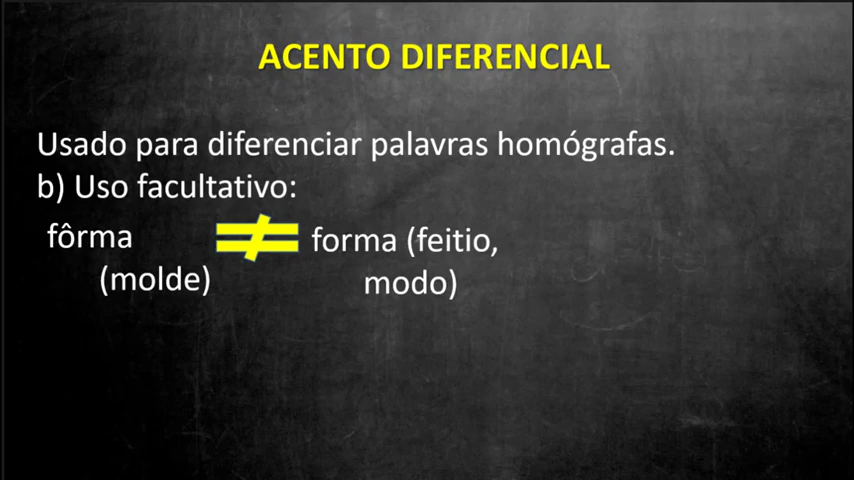 ACENTO DIFERENCIAL
Usado para diferenciar palavras homógrafas.
b) Uso facultativo:
fôrma
(molde)
forma (feitio,
modo)